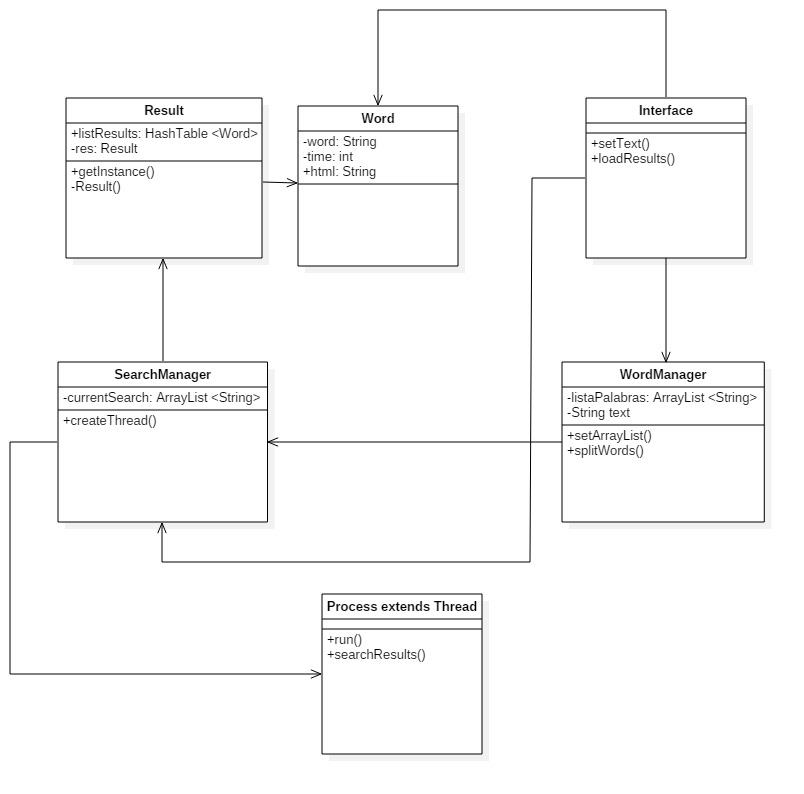 Result
+listResults: HashTable <Word>
-res: Result
+getInstance()
-Result()
Word
-word: String
-time: int
+html: String
Interface
+setText()
+loadResults()
SearchManager
-currentSearch: ArrayList <String>
+createThread()
WordManager
-listaPalabras: ArrayList <String>
-String text
+setArrayList()
+splitWords()
Process extends Thread
+run()
+searchResults()